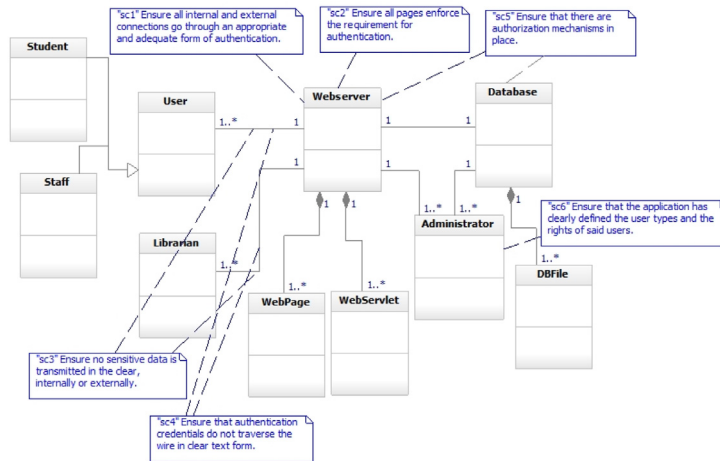 "sc1" Ensure all internal and external
connections go through an appropriate
and adequate form of authentication.
"sc2" Ensure all pages enforce
the requirement for
authentication.
"sc5" Ensure that there are
authorization mechanisms in
place.
Student
User
Webserver
Database
1..*
1
1
1
Staff
1
1
1
1
1
1
"sc6" Ensure that the application has
clearly defined the user types and the
rights of said users.
1..*
1..*
Administrator
Librarian
1..*
1..*
DBFile
1..*
WebPage
1..*
WebServlet
"sc3" Ensure no sensitive data is
transmitted in the clear,
internally or externally.
"sc4" Ensure that authentication
credentials do not traverse the
wire in clear text form.